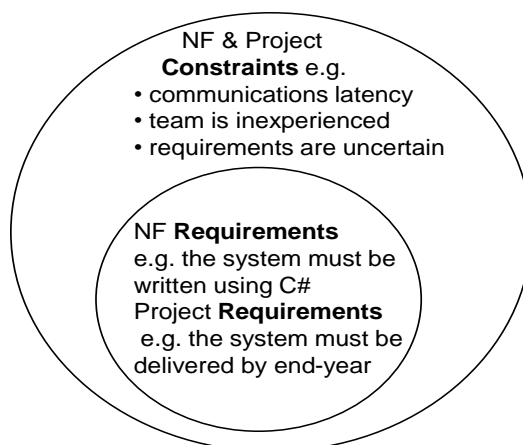 NF & Project
Constraints e.g.
• communications latency
• team is inexperienced
• requirements are uncertain
NF Requirements
e.g. the system must be
written using C#
Project Requirements
e.g. the system must be
delivered by end-year